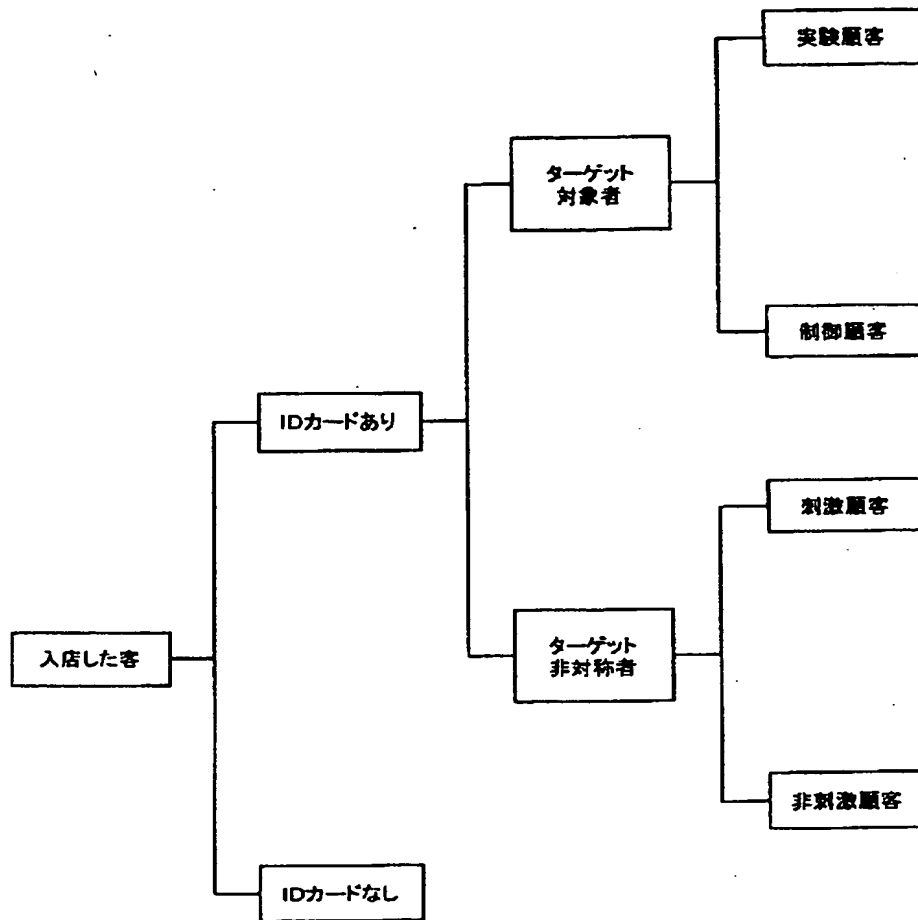 実験顧客
ターゲット
対象者
制御顧客
IDカードあり
刺激顧客
入店した客
ターゲット
非対称者
非刺激顧客
IDカードなし